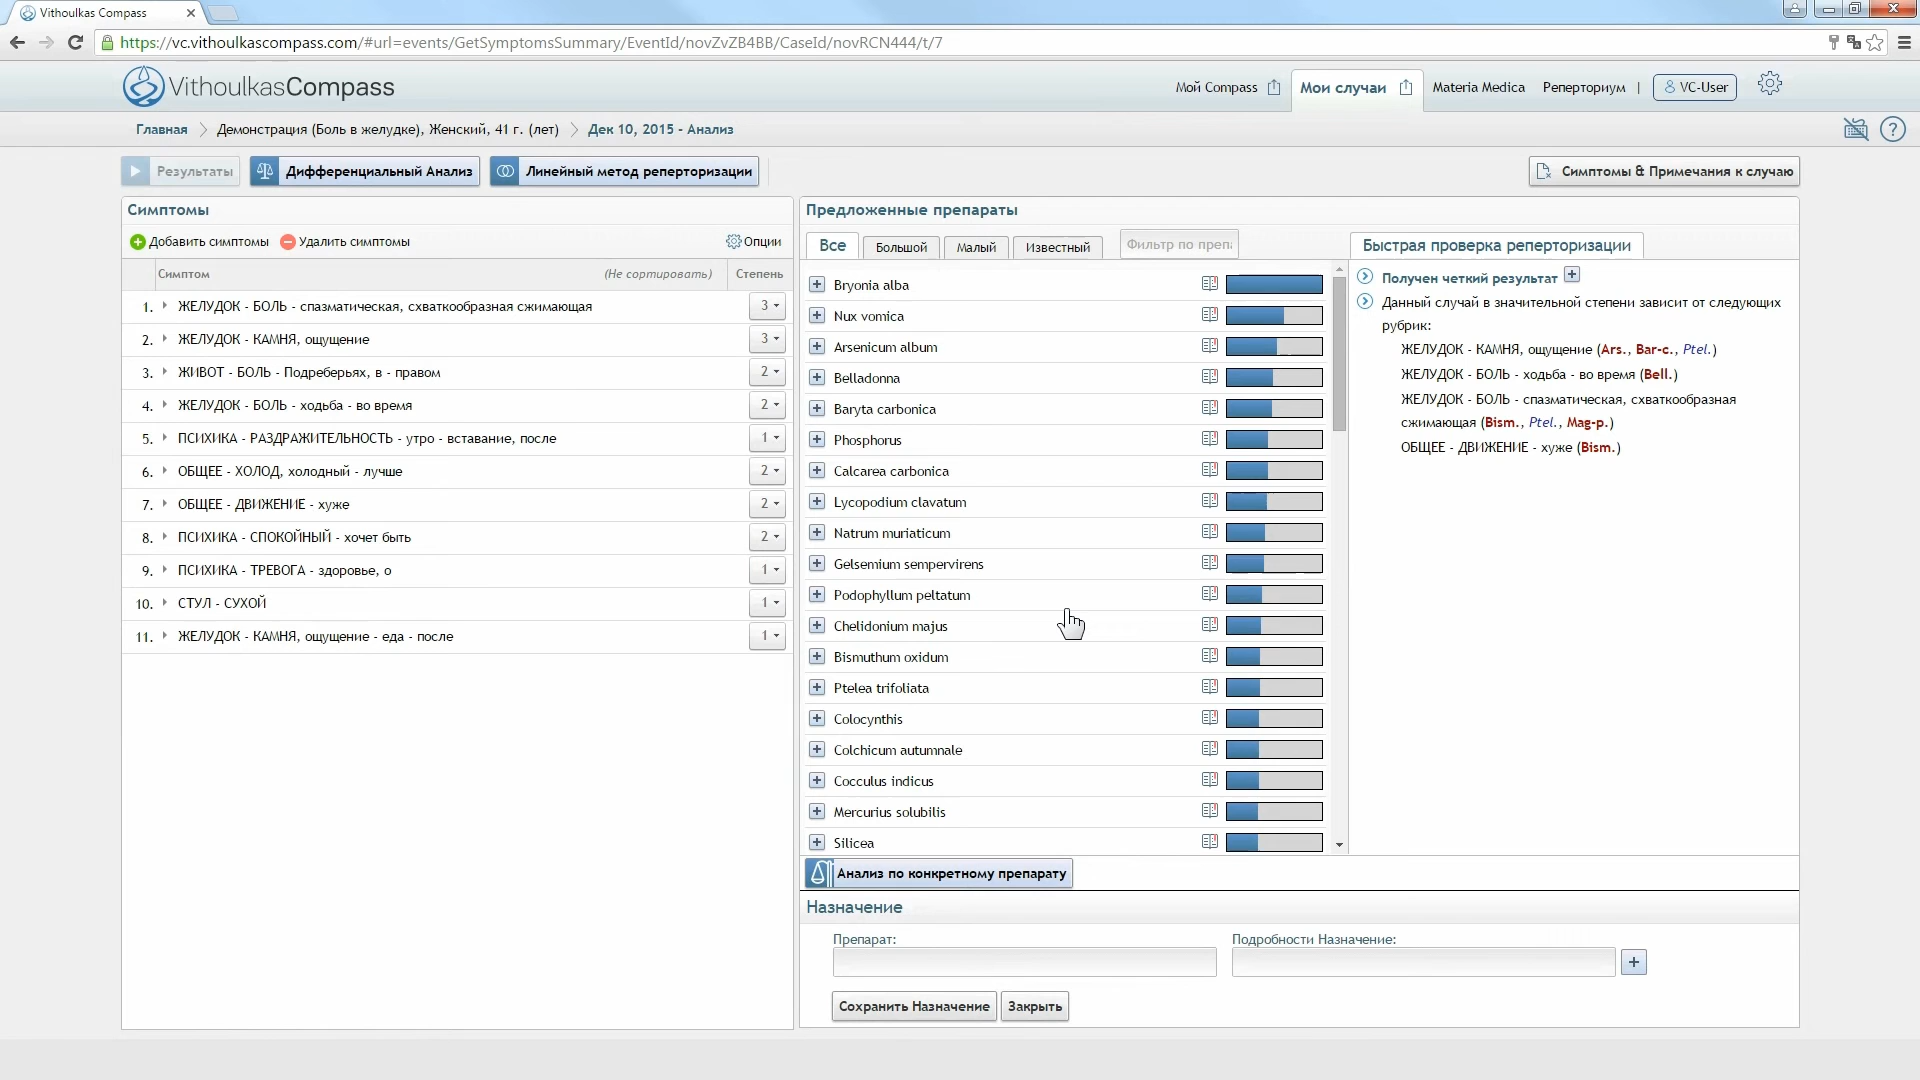 Vithoulkas Compass
https://vc.vithoulkascompass.com/#url=events/GetSymptomsSummary/EventId/novZvZB4BB/CaseId/novRCN444/t/7
VithoulkasCompass
Мой Compass
Мои случаи
Materia Medica
Реперториум
|
VC-User
Главная
Демонстрация (Боль в желудке), Женский, 41 г. (лет)
Дек 10, 2015 - Анализ
Результаты
Дифференциальный Анализ
Линейный метод реперторизации
Симптомы & Примечания к случаю
Симптомы
Добавить симптомы
Удалить симптомы
Опции
Симптом
(Не сортировать)
Степень
1. ЖЕЛУДОК - БОЛЬ - спазматическая, схваткообразная сжимающая 3
2. ЖЕЛУДОК - КАМНЯ, ощущение 3
3. ЖИВОТ - БОЛЬ - Подреберьях, в - правом 2
4. ЖЕЛУДОК - БОЛЬ - ходьба - во время 2
5. ПСИХИКА - РАЗДРАЖИТЕЛЬНОСТЬ - утро - вставание, после 1
6. ОБЩЕЕ - ХОЛОД, холодный - лучше 2
7. ОБЩЕЕ - ДВИЖЕНИЕ - хуже 2
8. ПСИХИКА - СПОКОЙНЫЙ - хочет быть 2
9. ПСИХИКА - ТРЕВОГА - здоровье, о 1
10. СТУЛ - СУХОЙ 1
11. ЖЕЛУДОК - КАМНЯ, ощущение - еда - после 1
Предложенные препараты
Все
Большой
Малый
Известный
Фильтр по преп
Bryonia alba
Nux vomica
Arsenicum album
Belladonna
Baryta carbonica
Phosphorus
Calcarea carbonica
Lycopodium clavatum
Natrum muriaticum
Gelsemium sempervirens
Podophyllum peltatum
Chelidonium majus
Bismuthum oxidum
Ptelea trifoliata
Colocynthis
Colchicum autumnale
Cocculus indicus
Mercurius solubilis
Silicea
Быстрая проверка реперторизации
Получен четкий результат
Данный случай в значительной степени зависит от следующих
рубрик:
ЖЕЛУДОК - КАМНЯ, ощущение (Ars., Bar-c., Ptel.)
ЖЕЛУДОК - БОЛЬ - ходьба - во время (Bell.)
ЖЕЛУДОК - БОЛЬ - спазматическая, схваткообразная
сжимающая (Bism., Ptel., Mag-p.)
ОБЩЕЕ - ДВИЖЕНИЕ - хуже (Bism.)
Анализ по конкретному препарату
Назначение
Препарат:
Подробности Назначение:
Сохранить Назначение
Закрыть